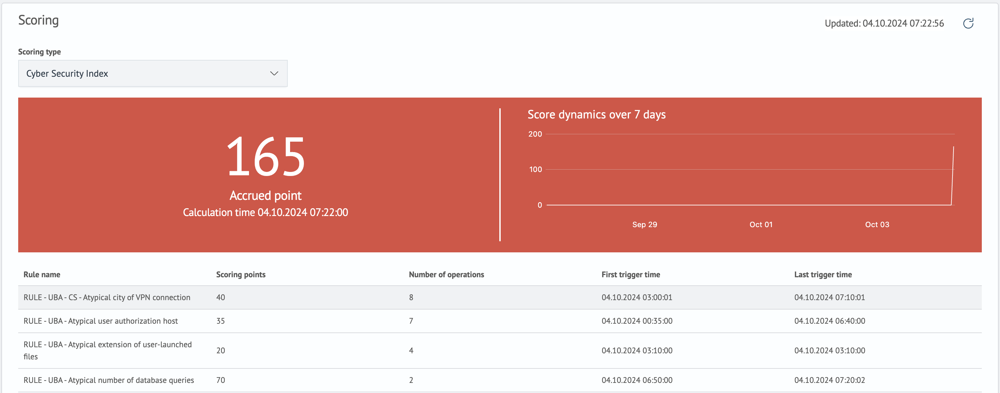 Scoring
Updated: 04.10.2024 07:22:56
Scoring type
Cyber Security Index
165
Accrued point
Calculation time 04.10.2024 07:22:00
Score dynamics over 7 days
200
100
0
Sep 29 Oct 01 Oct 03
Rule name Scoring points Number of operations First trigger time Last trigger time
RULE - UBA - CS - Atypical city of VPN connection 40 8 04.10.2024 03:00:01 04.10.2024 07:10:01
RULE - UBA - Atypical user authorization host 35 7 04.10.2024 00:35:00 04.10.2024 06:40:00
RULE - UBA - Atypical extension of user-launched
files 20 4 04.10.2024 03:10:00 04.10.2024 03:10:00
RULE - UBA - Atypical number of database queries 70 2 04.10.2024 06:50:00 04.10.2024 07:20:02